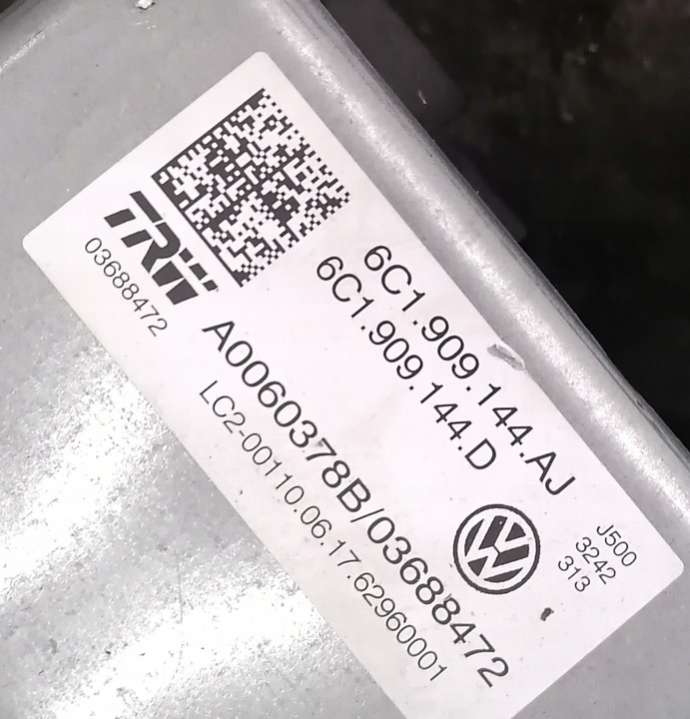 TRW
03688472
6C1.909.144.AJ
6C1.909.144.D
A0060378B/03688472
LC2-00110.06.17.62960001
J500
3242
313